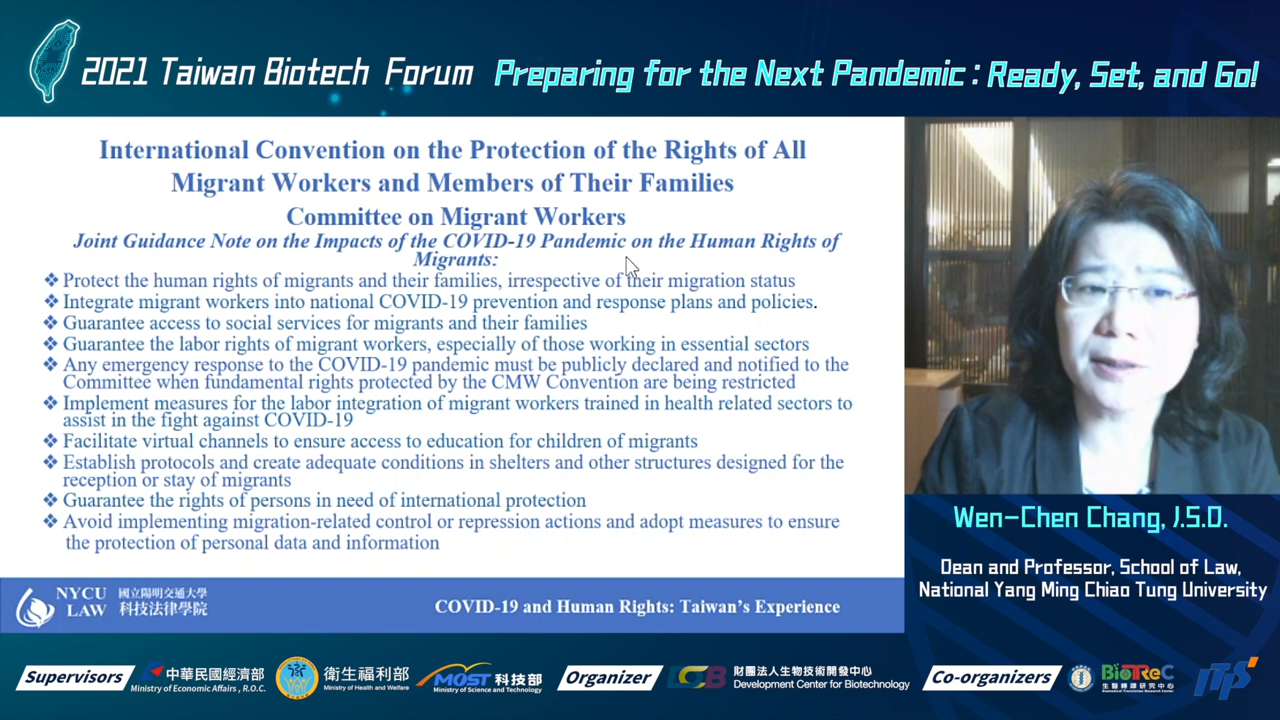 2021 Taiwan Biotech Forum
Preparing for the Next Pandemic : Ready, Set, and Go!
International Convention on the Protection of the Rights of All
Migrant Workers and Members of Their Families
Committee on Migrant Workers
Joint Guidance Note on the Impacts of the COVID-19 Pandemic on the Human Rights of
Migrants:
❖ Protect the human rights of migrants and their families, irrespective of their migration status
❖ Integrate migrant workers into national COVID-19 prevention and response plans and policies.
❖ Guarantee access to social services for migrants and their families
❖ Guarantee the labor rights of migrant workers, especially of those working in essential sectors
❖ Any emergency response to the COVID-19 pandemic must be publicly declared and notified to the
Committee when fundamental rights protected by the CMW Convention are being restricted
❖ Implement measures for the labor integration of migrant workers trained in health related sectors to
assist in the fight against COVID-19
❖ Facilitate virtual channels to ensure access to education for children of migrants
❖ Establish protocols and create adequate conditions in shelters and other structures designed for the
reception or stay of migrants
❖ Guarantee the rights of persons in need of international protection
❖ Avoid implementing migration-related control or repression actions and adopt measures to ensure
the protection of personal data and information
NYCU
LAW
國立陽明交通大學
科技法律學院
COVID-19 and Human Rights: Taiwan's Experience
Wen-Chen Chang, J.S.D.
Dean and Professor, School of Law,
National Yang Ming Chiao Tung University
Supervisors
中華民國經濟部
Ministry of Economic Affairs, R.O.C.
衛生福利部
Ministry of Health and Welfare
MOST 科技部
Ministry of Science and Technology
Organizer
DCB
財團法人生物技術開發中心
Development Center for Biotechnology
Co-organizers
BioTReC
生醫轉譯研究中心
Biomedical Translation Research Center
ITIS